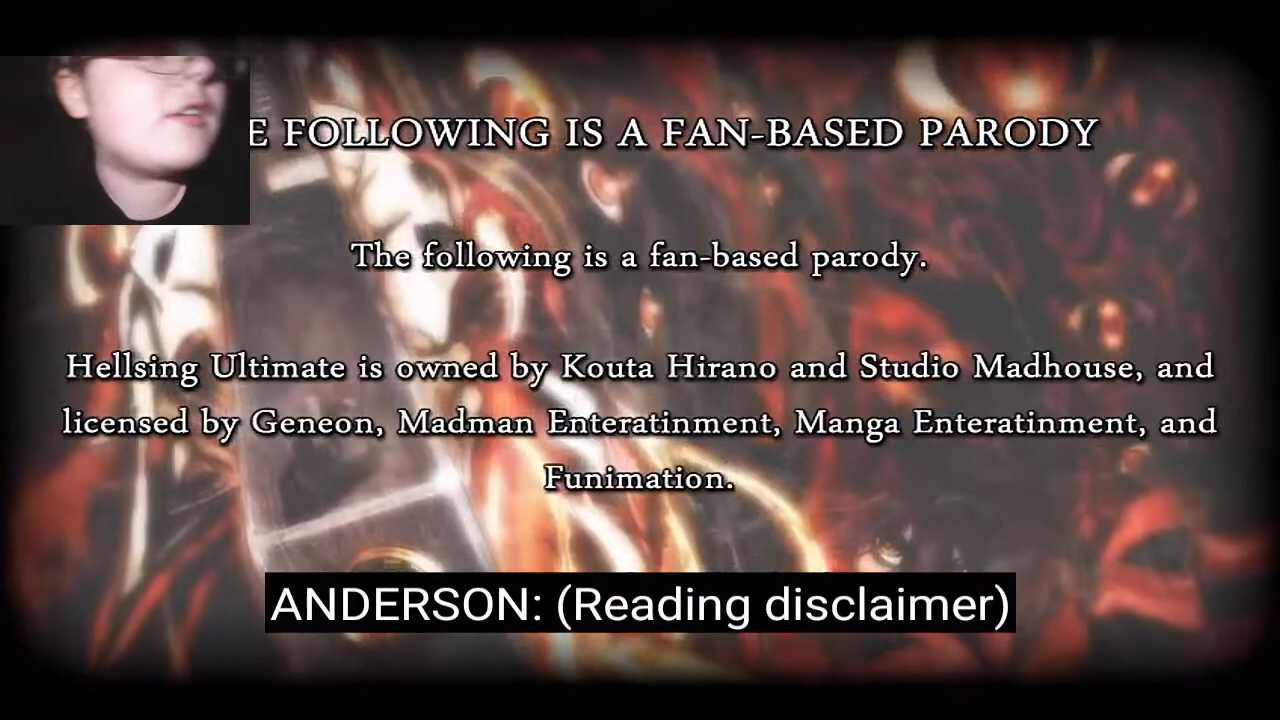 E FOLLOWING IS A FAN-BASED PARODY
The following is a fan-based parody.
Hellsing Ultimate is owned by Kouta Hirano and Studio Madhouse, and
licensed by Geneon, Madman Enteratinment, Manga Enteratinment, and
Funimation.
ANDERSON: (Reading disclaimer)